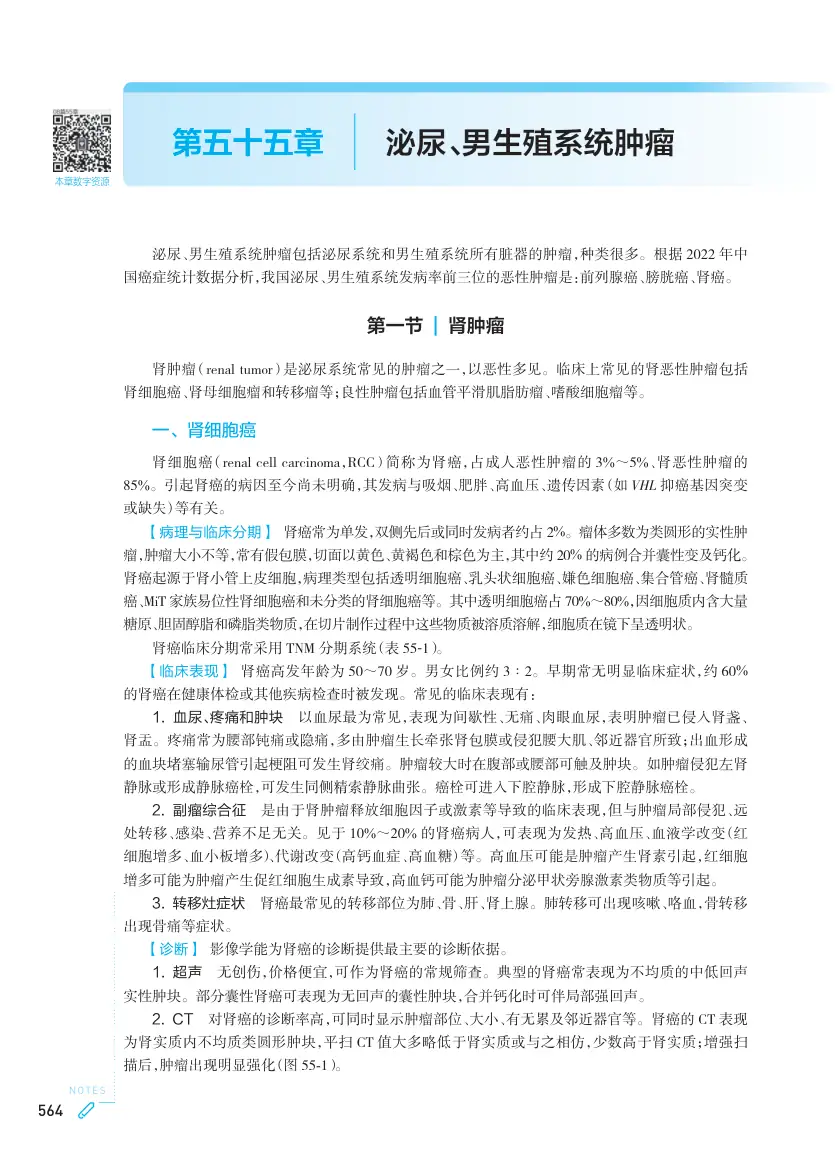 本章数字资源
第五十五章
泌尿、男生殖系统肿瘤
泌尿、男生殖系统肿瘤包括泌尿系统和男生殖系统所有脏器的肿瘤,种类很多。根据 2022 年中
国癌症统计数据分析,我国泌尿、男生殖系统发病率前三位的恶性肿瘤是:前列腺癌、膀胱癌、肾癌。
第一节 | 肾肿瘤
肾肿瘤(renal tumor)是泌尿系统常见的肿瘤之一,以恶性多见。临床上常见的肾恶性肿瘤包括
肾细胞癌、肾母细胞瘤和转移瘤等;良性肿瘤包括血管平滑肌脂肪瘤、嗜酸细胞瘤等。
一、肾细胞癌
肾细胞癌(renal cell carcinoma,RCC)简称为肾癌,占成人恶性肿瘤的 3%～5%、肾恶性肿瘤的
85%。引起肾癌的病因至今尚未明确,其发病与吸烟、肥胖、高血压、遗传因素(如 VHL 抑癌基因突变
或缺失)等有关。
【病理与临床分期】 肾癌常为单发,双侧先后或同时发病者约占 2%。瘤体多数为类圆形的实性肿
瘤,肿瘤大小不等,常有假包膜,切面以黄色、黄褐色和棕色为主,其中约 20% 的病例合并囊性变及钙化。
肾癌起源于肾小管上皮细胞,病理类型包括透明细胞癌、乳头状细胞癌、嫌色细胞癌、集合管癌、肾髓质
癌、MiT 家族易位性肾细胞癌和未分类的肾细胞癌等。其中透明细胞癌占 70%～80%,因细胞质内含大量
糖原、胆固醇脂和磷脂类物质,在切片制作过程中这些物质被溶质溶解,细胞质在镜下呈透明状。
肾癌临床分期常采用 TNM 分期系统(表 55-1)。
【临床表现】 肾癌高发年龄为 50～70 岁。男女比例约 3∶2。早期常无明显临床症状,约 60%
的肾癌在健康体检或其他疾病检查时被发现。常见的临床表现有:
1. 血尿、疼痛和肿块 以血尿最为常见,表现为间歇性、无痛、肉眼血尿,表明肿瘤已侵入肾盏、
肾盂。疼痛常为腰部钝痛或隐痛,多由肿瘤生长牵张肾包膜或侵犯腰大肌、邻近器官所致;出血形成
的血块堵塞输尿管引起梗阻可发生肾绞痛。肿瘤较大时在腹部或腰部可触及肿块。如肿瘤侵犯左肾
静脉或形成静脉癌栓,可发生同侧精索静脉曲张。癌栓可进入下腔静脉,形成下腔静脉癌栓。
2. 副瘤综合征 是由于肾肿瘤释放细胞因子或激素等导致的临床表现,但与肿瘤局部侵犯、远
处转移、感染、营养不足无关。见于 10%～20% 的肾癌病人,可表现为发热、高血压、血液学改变(红
细胞增多、血小板增多)、代谢改变(高钙血症、高血糖)等。高血压可能是肿瘤产生肾素引起,红细胞
增多可能为肿瘤产生促红细胞生成素导致,高血钙可能为肿瘤分泌甲状旁腺激素类物质等引起。
3. 转移灶症状 肾癌最常见的转移部位为肺、骨、肝、肾上腺。肺转移可出现咳嗽、咯血,骨转移
出现骨痛等症状。
【诊断】 影像学能为肾癌的诊断提供最主要的诊断依据。
1. 超声 无创伤,价格便宜,可作为肾癌的常规筛查。典型的肾癌常表现为不均质的中低回声
实性肿块。部分囊性肾癌可表现为无回声的囊性肿块,合并钙化时可伴局部强回声。
2. CT 对肾癌的诊断率高,可同时显示肿瘤部位、大小、有无累及邻近器官等。肾癌的 CT 表现
为肾实质内不均质类圆形肿块,平扫 CT 值大多略低于肾实质或与之相仿,少数高于肾实质;增强扫
描后,肿瘤出现明显强化(图 55-1)。
NOTES
564